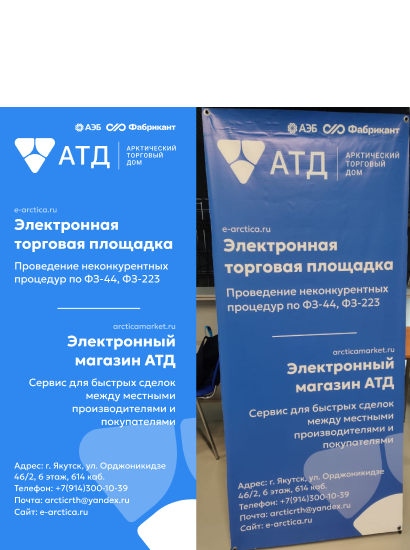 АЭБ Фабрикант
АТД АРКТИЧЕСКИЙ
ТОРГОВЫЙ
ДОМ
e-arctica.ru
Электронная
торговая площадка
Проведение неконкурентных
процедур по ФЗ-44, ФЗ-223
arcticamarket.ru
Электронный
магазин АТД
Сервис для быстрых сделок
между местными
производителями и
покупателями
Адрес: г. Якутск, ул. Орджоникидзе
46/2, 6 этаж, 614 каб.
Телефон: +7(914)300-10-39
Почта: arcticrth@yandex.ru
Сайт: e-arctica.ru
АЭБ Фабрикант
АТД АРКТИЧЕСКИЙ
ТОРГОВЫЙ
ДОМ
e-arctica.ru
Электронная
торговая площадка
Проведение неконкурентных
процедур по ФЗ-44, ФЗ-223
arcticamarket.ru
Электронный
магазин АТД
Сервис для быстрых сделок
между местными
производителями и
покупателями
Адрес: г. Якутск, ул. Орджоникидзе
46/2, 6 этаж, 614 каб.
Телефон: +7(914)300-10-39
Почта: arcticrth@yandex.ru
Сайт: e-arctica.ru